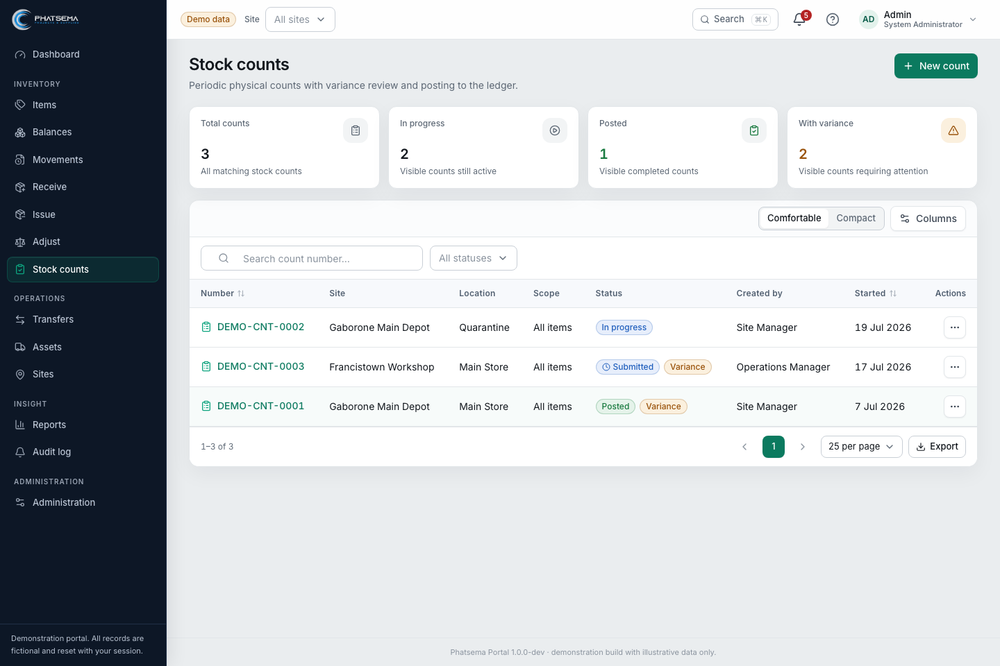 PHATSEMA
Dashboard
INVENTORY
Items
Balances
Movements
Receive
Issue
Adjust
Stock counts
OPERATIONS
Transfers
Assets
Sites
INSIGHT
Reports
Audit log
ADMINISTRATION
Administration
Demonstration portal. All records are
fictional and reset with your session.
Demo data Site All sites
Search ⌘K
5
AD
Admin
System Administrator
Stock counts
Periodic physical counts with variance review and posting to the ledger.
New count
Total counts
3
All matching stock counts
In progress
2
Visible counts still active
Posted
1
Visible completed counts
With variance
2
Visible counts requiring attention
Comfortable Compact Columns
Search count number... All statuses
Number Site Location Scope Status Created by Started Actions
DEMO-CNT-0002 Gaborone Main Depot Quarantine All items In progress Site Manager 19 Jul 2026
DEMO-CNT-0003 Francistown Workshop Main Store All items Submitted Variance Operations Manager 17 Jul 2026
DEMO-CNT-0001 Gaborone Main Depot Main Store All items Posted Variance Site Manager 7 Jul 2026
1–3 of 3 1 25 per page Export
Phatsema Portal 1.0.0-dev · demonstration build with illustrative data only.